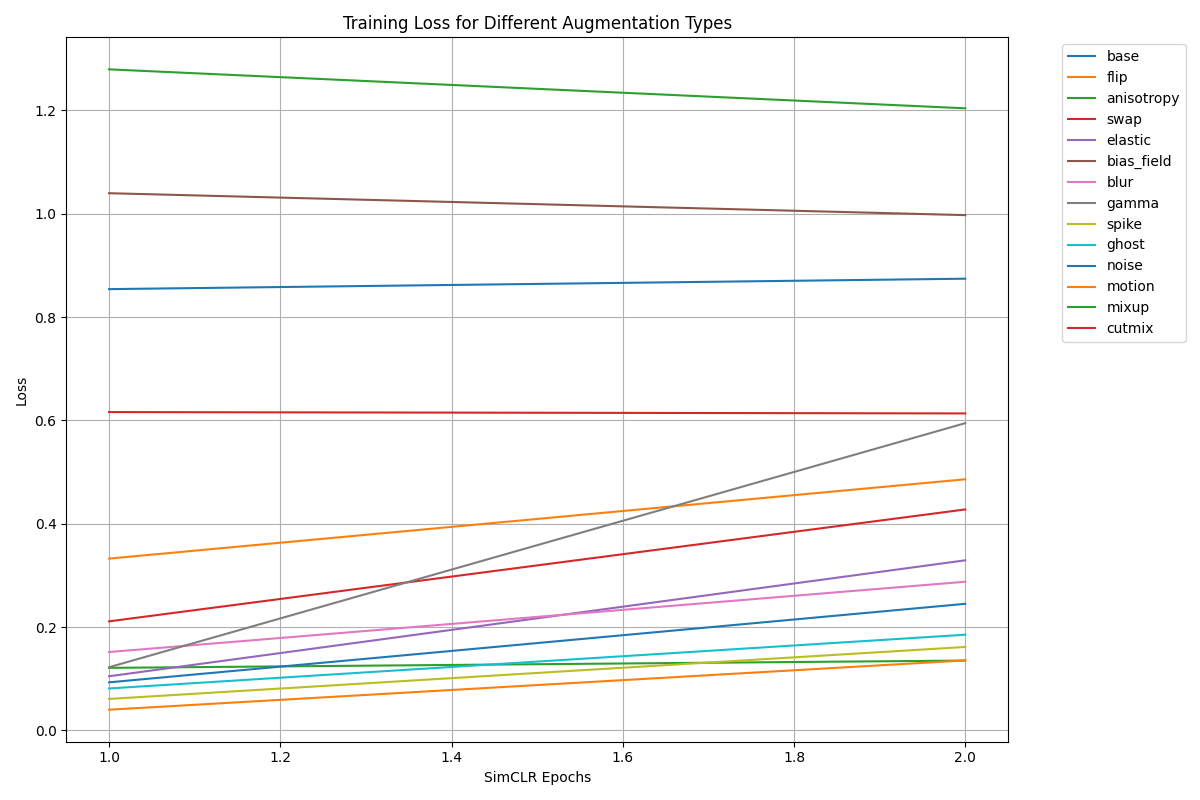 Training Loss for Different Augmentation Types
base
flip
anisotropy
swap
elastic
bias_field
blur
gamma
spike
ghost
noise
motion
mixup
cutmix
1.2
1.0
0.8
0.6
0.4
0.2
0.0
Loss
1.0 1.2 1.4 1.6 1.8 2.0
SimCLR Epochs